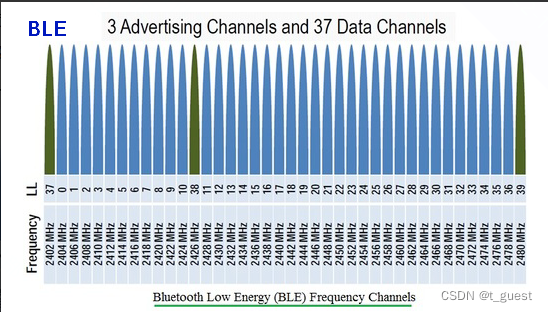 BLE
3 Advertising Channels and 37 Data Channels
LL 37 0 1 2 3 4 5 6 7 8 9 10 38 11 12 13 14 15 16 17 18 19 20 21 22 23 24 25 26 27 28 29 30 31 32 33 34 35 36 39
Frequency 2402 MHz 2404 MHz 2406 MHz 2408 MHz 2410 MHz 2412 MHz 2414 MHz 2416 MHz 2418 MHz 2420 MHz 2422 MHz 2424 MHz 2426 MHz 2428 MHz 2430 MHz 2432 MHz 2434 MHz 2436 MHz 2438 MHz 2440 MHz 2442 MHz 2444 MHz 2446 MHz 2448 MHz 2450 MHz 2452 MHz 2454 MHz 2456 MHz 2458 MHz 2460 MHz 2462 MHz 2464 MHz 2466 MHz 2468 MHz 2470 MHz 2472 MHz 2474 MHz 2476 MHz 2478 MHz 2480 MHz
Bluetooth Low Energy (BLE) Frequency Channels
CSDN @t_guest